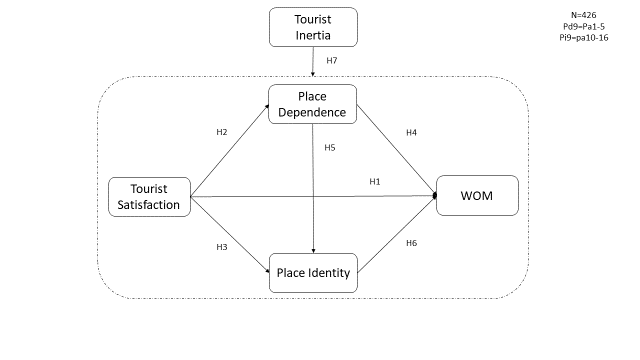 Tourist
Inertia
N=426
Pd9=Pa1-5
Pi9=pa10-16
H7
Place
Dependence
H2
H4
H5
H1
Tourist
Satisfaction
WOM
H3
H6
Place Identity